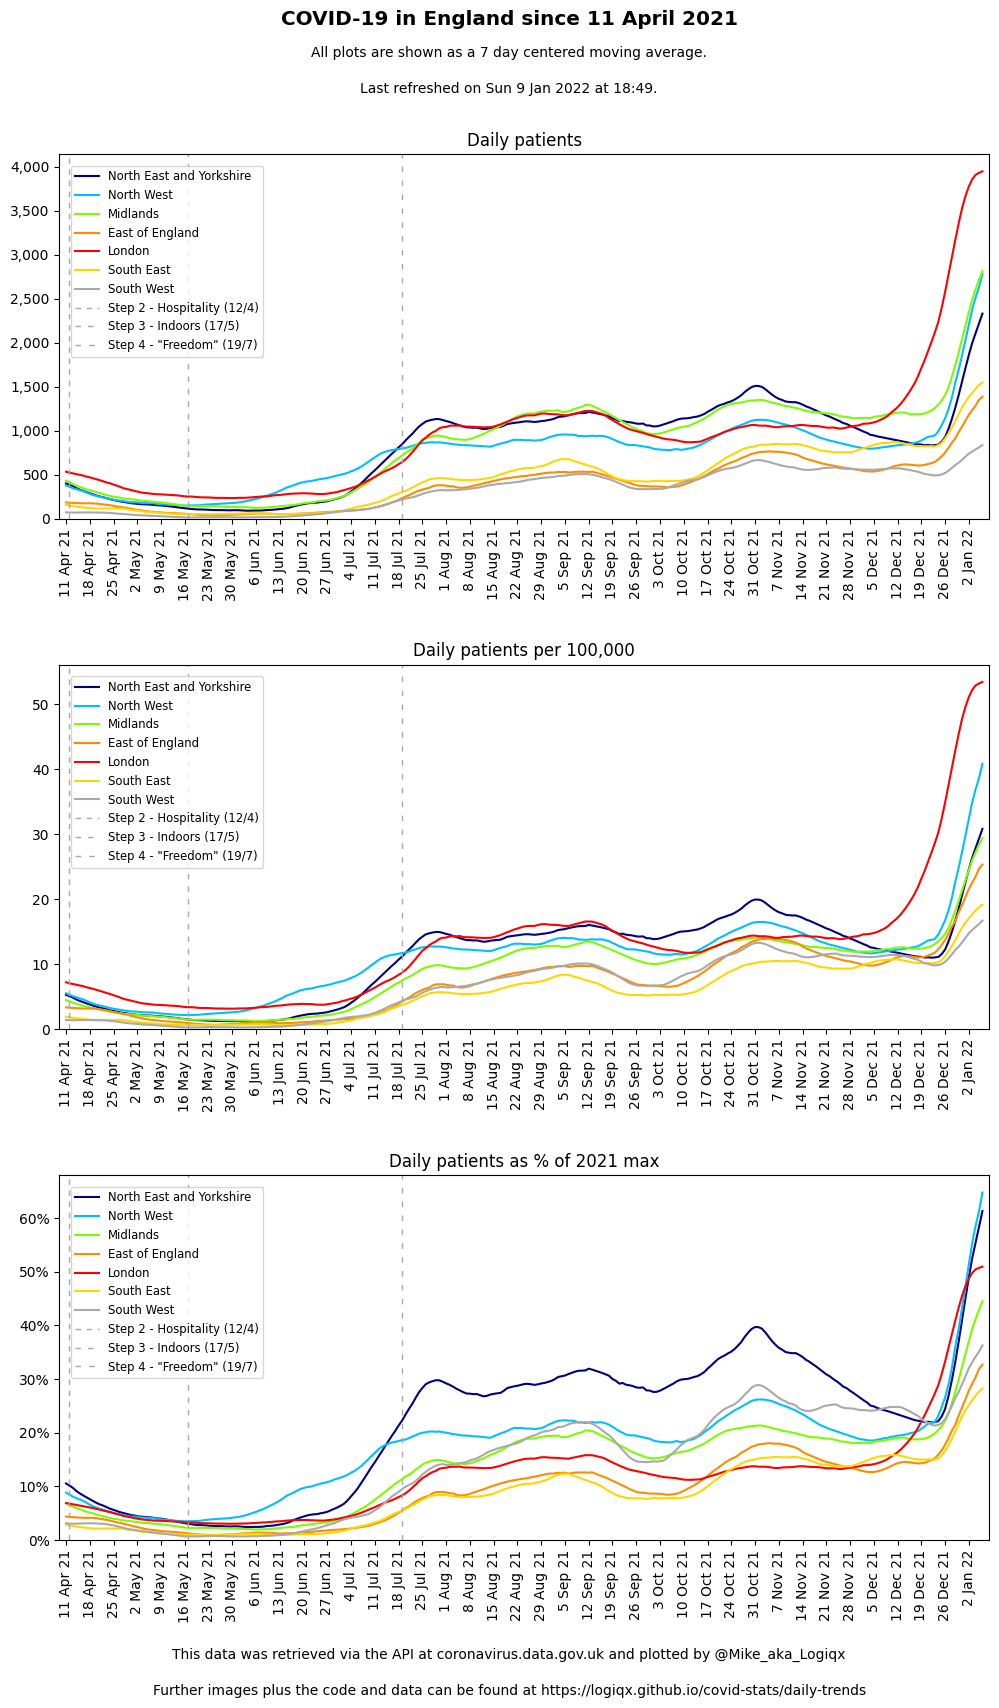 COVID-19 in England since 11 April 2021
All plots are shown as a 7 day centered moving average.
Last refreshed on Sun 9 Jan 2022 at 18:49.
Daily patients
4,000
3,500
3,000
2,500
2,000
1,500
1,000
500
0
North East and Yorkshire
North West
Midlands
East of England
London
South East
South West
Step 2 - Hospitality (12/4)
Step 3 - Indoors (17/5)
Step 4 - "Freedom" (19/7)
11 Apr 21
18 Apr 21
25 Apr 21
2 May 21
9 May 21
16 May 21
23 May 21
30 May 21
6 Jun 21
13 Jun 21
20 Jun 21
27 Jun 21
4 Jul 21
11 Jul 21
18 Jul 21
25 Jul 21
1 Aug 21
8 Aug 21
15 Aug 21
22 Aug 21
29 Aug 21
5 Sep 21
12 Sep 21
19 Sep 21
26 Sep 21
3 Oct 21
10 Oct 21
17 Oct 21
24 Oct 21
31 Oct 21
7 Nov 21
14 Nov 21
21 Nov 21
28 Nov 21
5 Dec 21
12 Dec 21
19 Dec 21
26 Dec 21
2 Jan 22
Daily patients per 100,000
50
40
30
20
10
0
North East and Yorkshire
North West
Midlands
East of England
London
South East
South West
Step 2 - Hospitality (12/4)
Step 3 - Indoors (17/5)
Step 4 - "Freedom" (19/7)
11 Apr 21
18 Apr 21
25 Apr 21
2 May 21
9 May 21
16 May 21
23 May 21
30 May 21
6 Jun 21
13 Jun 21
20 Jun 21
27 Jun 21
4 Jul 21
11 Jul 21
18 Jul 21
25 Jul 21
1 Aug 21
8 Aug 21
15 Aug 21
22 Aug 21
29 Aug 21
5 Sep 21
12 Sep 21
19 Sep 21
26 Sep 21
3 Oct 21
10 Oct 21
17 Oct 21
24 Oct 21
31 Oct 21
7 Nov 21
14 Nov 21
21 Nov 21
28 Nov 21
5 Dec 21
12 Dec 21
19 Dec 21
26 Dec 21
2 Jan 22
Daily patients as % of 2021 max
60%
50%
40%
30%
20%
10%
0%
North East and Yorkshire
North West
Midlands
East of England
London
South East
South West
Step 2 - Hospitality (12/4)
Step 3 - Indoors (17/5)
Step 4 - "Freedom" (19/7)
11 Apr 21
18 Apr 21
25 Apr 21
2 May 21
9 May 21
16 May 21
23 May 21
30 May 21
6 Jun 21
13 Jun 21
20 Jun 21
27 Jun 21
4 Jul 21
11 Jul 21
18 Jul 21
25 Jul 21
1 Aug 21
8 Aug 21
15 Aug 21
22 Aug 21
29 Aug 21
5 Sep 21
12 Sep 21
19 Sep 21
26 Sep 21
3 Oct 21
10 Oct 21
17 Oct 21
24 Oct 21
31 Oct 21
7 Nov 21
14 Nov 21
21 Nov 21
28 Nov 21
5 Dec 21
12 Dec 21
19 Dec 21
26 Dec 21
2 Jan 22
This data was retrieved via the API at coronavirus.data.gov.uk and plotted by @Mike_aka_Logiqx
Further images plus the code and data can be found at https://logiqx.github.io/covid-stats/daily-trends